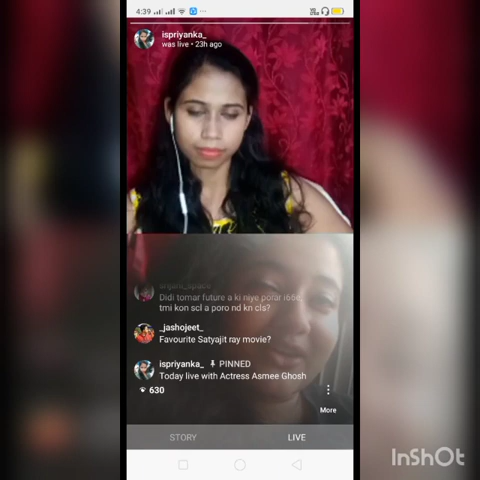 4:39
ispriyanka_
was live • 23h ago
Didi tomar future a ki niye porar
tmi kon scl a poro nd kn cls?
_jashojeet_
Favourite Satyajit ray movie?
ispriyanka_ PINNED
Today live with Actress Asmee Ghosh
630
More
STORY LIVE
InShOt